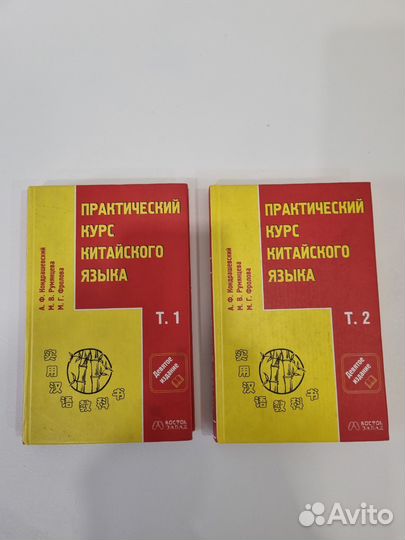 А. Ф. Кондрашевский
М. В. Румянцева
М. Г. Фролова
ПРАКТИЧЕСКИЙ
КУРС
КИТАЙСКОГО
ЯЗЫКА
Т. 1
实用汉语教科书
Девятое
издание
ВОСТОК
ЗАПАД
А. Ф. Кондрашевский
М. В. Румянцева
М. Г. Фролова
ПРАКТИЧЕСКИЙ
КУРС
КИТАЙСКОГО
ЯЗЫКА
Т. 2
实用汉语教科书
Девятое
издание
ВОСТОК
ЗАПАД
Avito